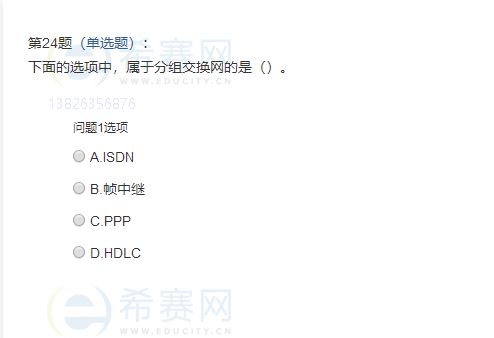 希赛网
第24题（单选题）：
下面的选项中，属于分组交换网的是（）。
WWW.EDUCITY.CN
13826356876
问题1选项
A.ISDN
B.帧中继
C.PPP
D.HDLC
希赛网
WWW.EDUCITY.CN